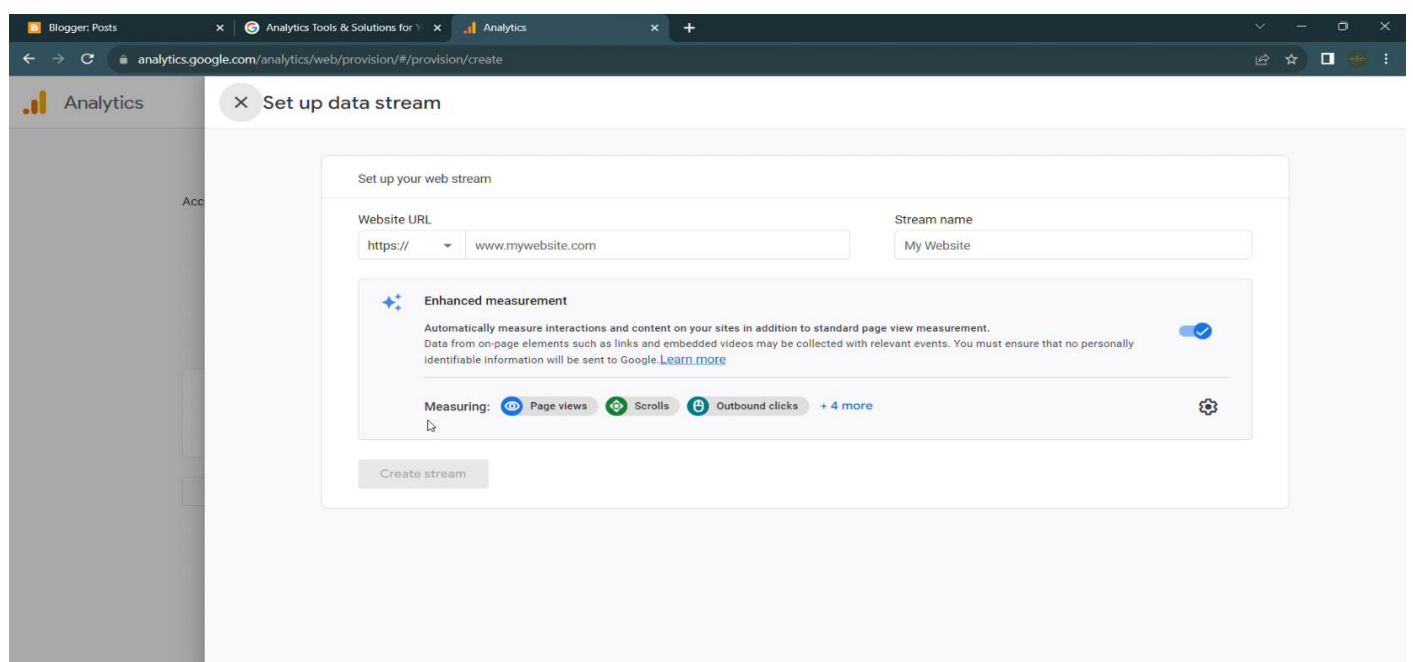 Blogger: Posts
Analytics Tools & Solutions for Y
Analytics
analytics.google.com/analytics/web/provision/#/provision/create
Analytics
Set up data stream
Set up your web stream
Acc
Website URL
Stream name
https://
www.mywebsite.com
My Website
Enhanced measurement
Automatically measure interactions and content on your sites in addition to standard page view measurement.
Data from on-page elements such as links and embedded videos may be collected with relevant events. You must ensure that no personally
identifiable information will be sent to Google. Learn more
Measuring: Page views Scrolls Outbound clicks + 4 more
Create stream